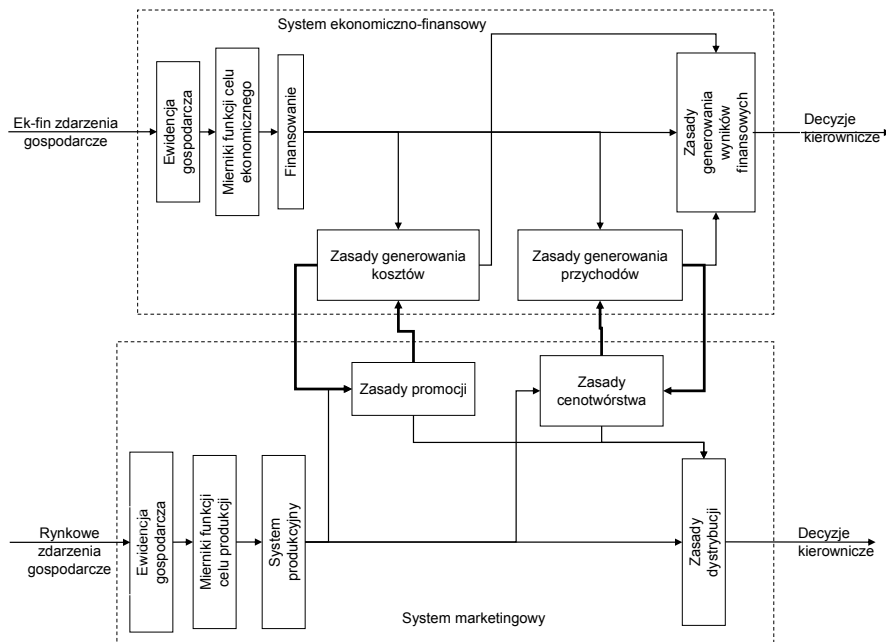 System ekonomiczno-finansowy
Ek-fin zdarzenia
gospodarcze
Ewidencja
gospodarcza
Mierniki funkcji celu
ekonomicznego
Finansowanie
Zasady
generowania
wyników
finansowych
Decyzje
kierownicze
Zasady generowania
kosztów
Zasady generowania
przychodów
Zasady promocji
Zasady
cenotwórstwa
Rynkowe
zdarzenia
gospodarcze
Ewidencja
gospodarcza
Mierniki funkcji
celu produkcji
System
produkcyjny
Zasady
dystrybucji
Decyzje
kierownicze
System marketingowy